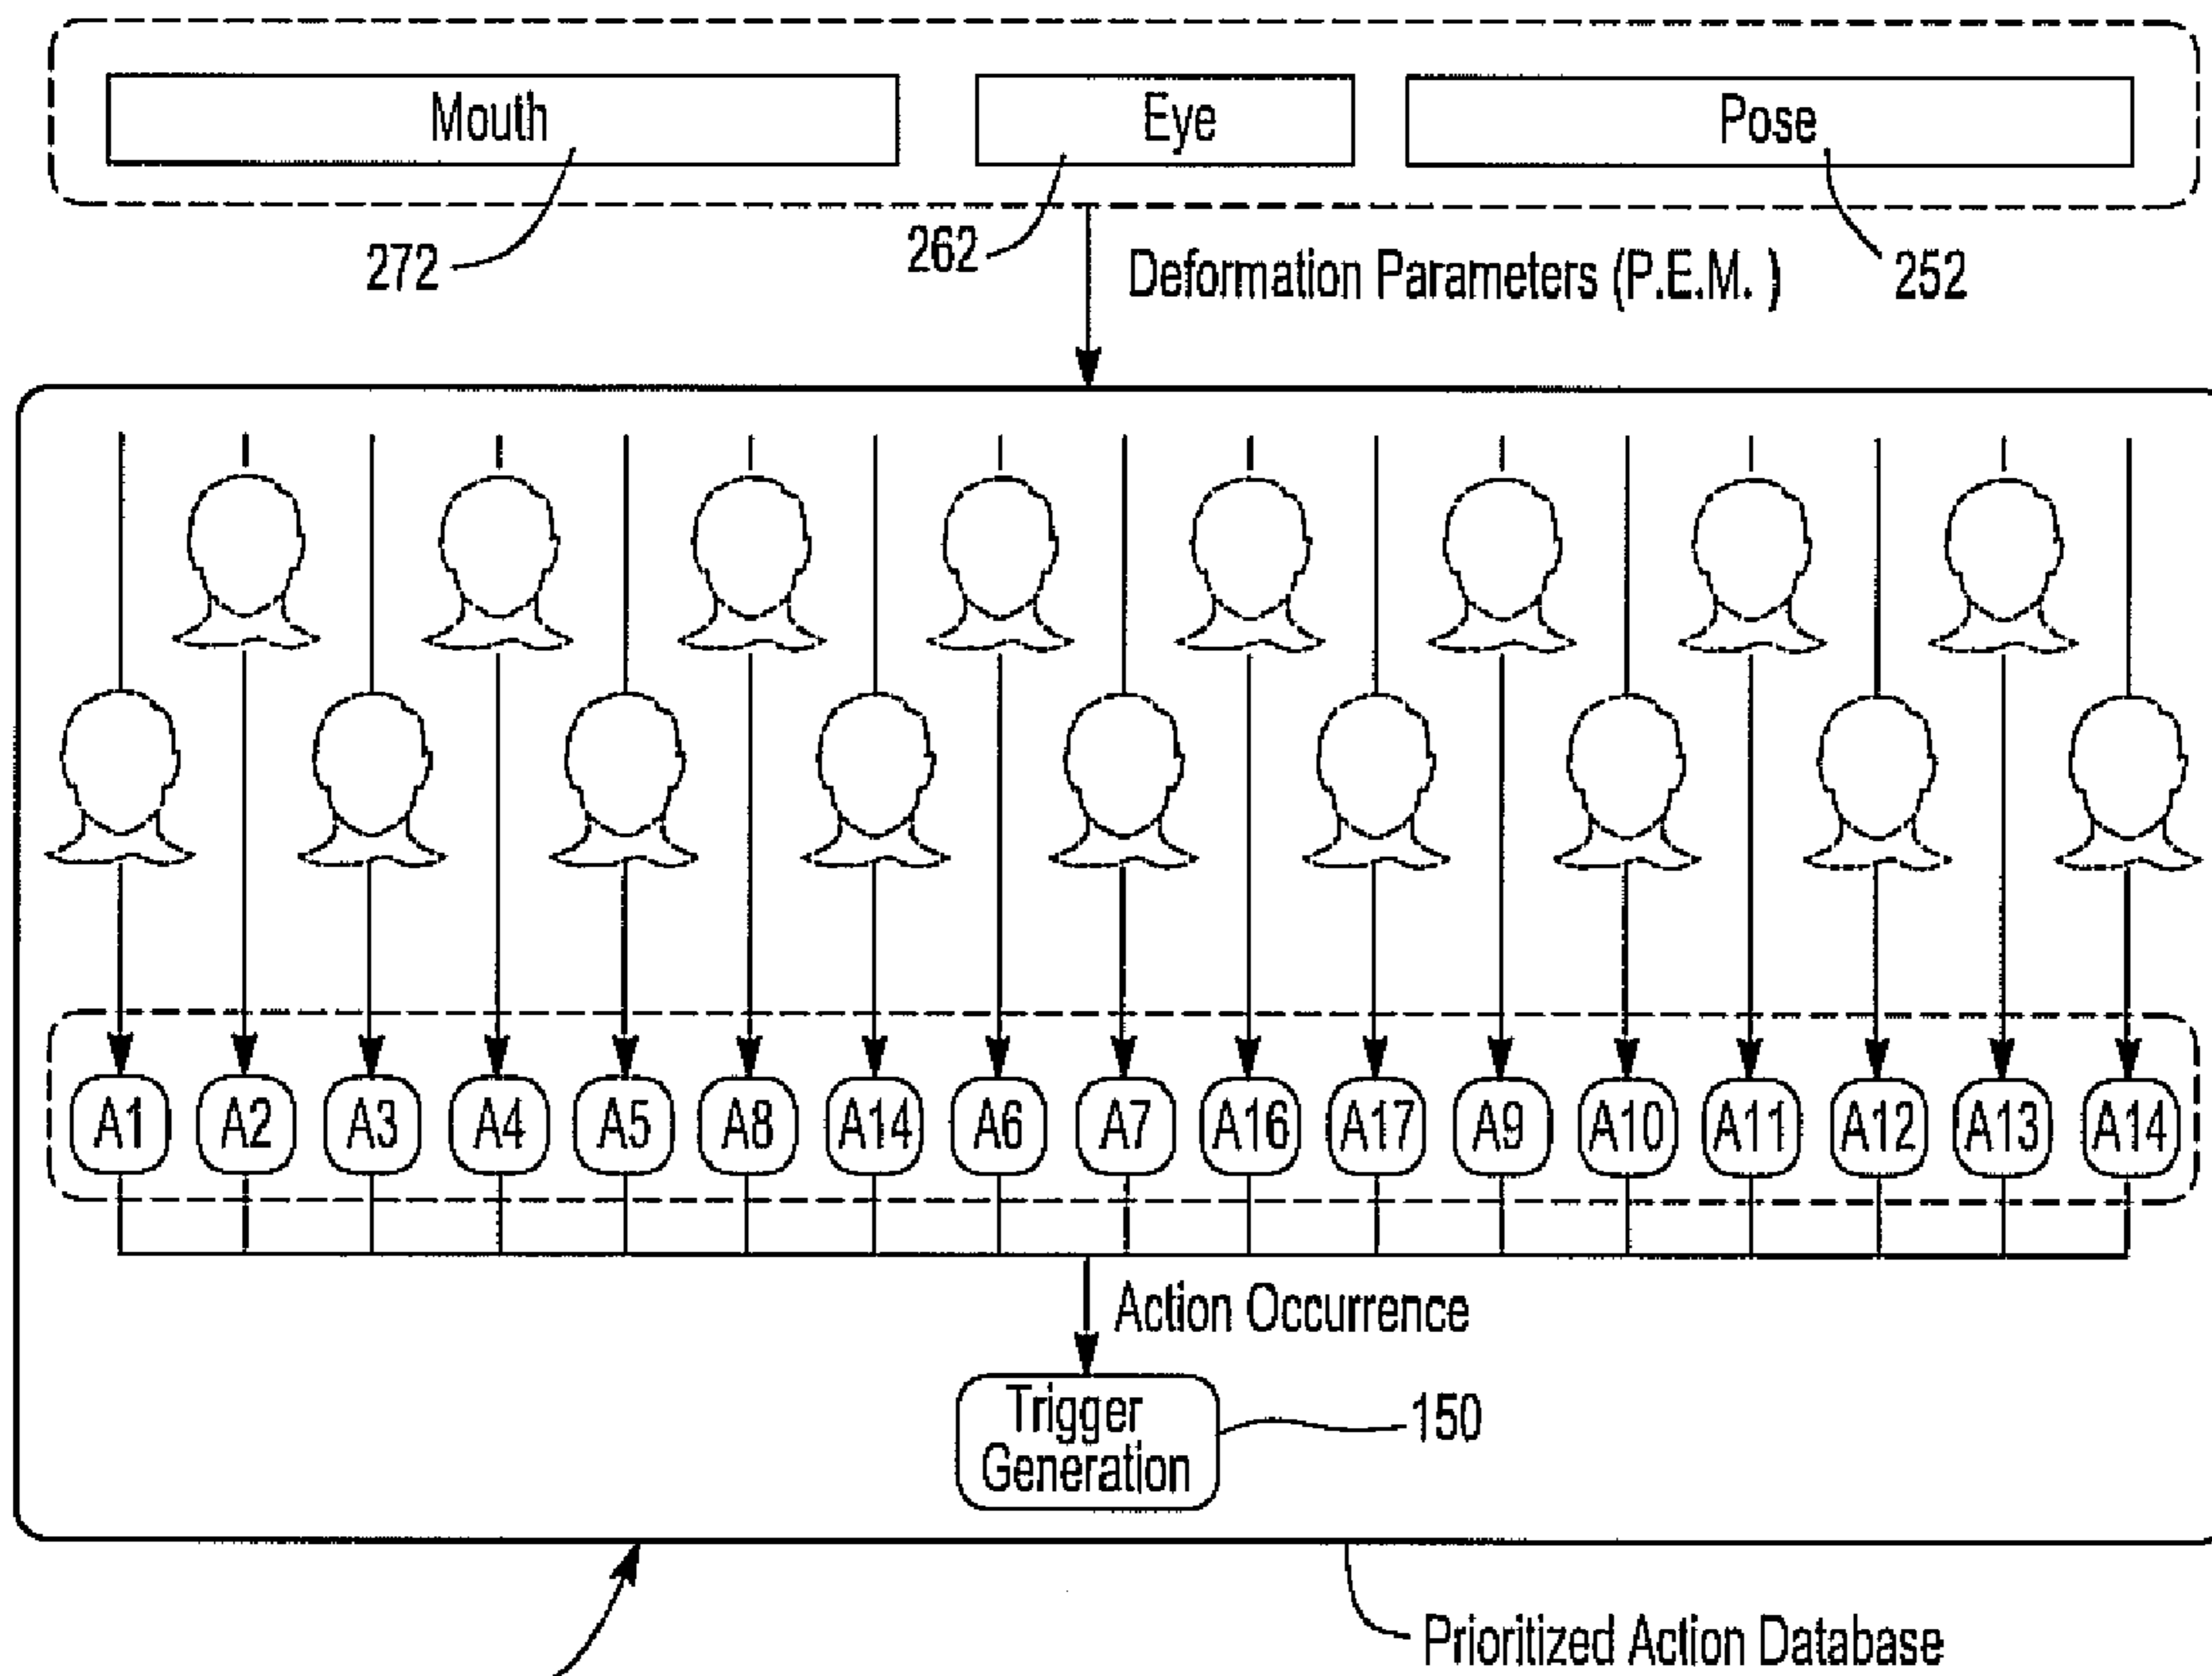 Mouth Eye Pose
272 262 Deformation Parameters (P.E.M. ) 252
A1 A2 A3 A4 A5 A8 A14 A6 A7 A16 A17 A9 A10 A11 A12 A13 A14
Action Occurrence
Trigger
Generation
150
Prioritized Action Database